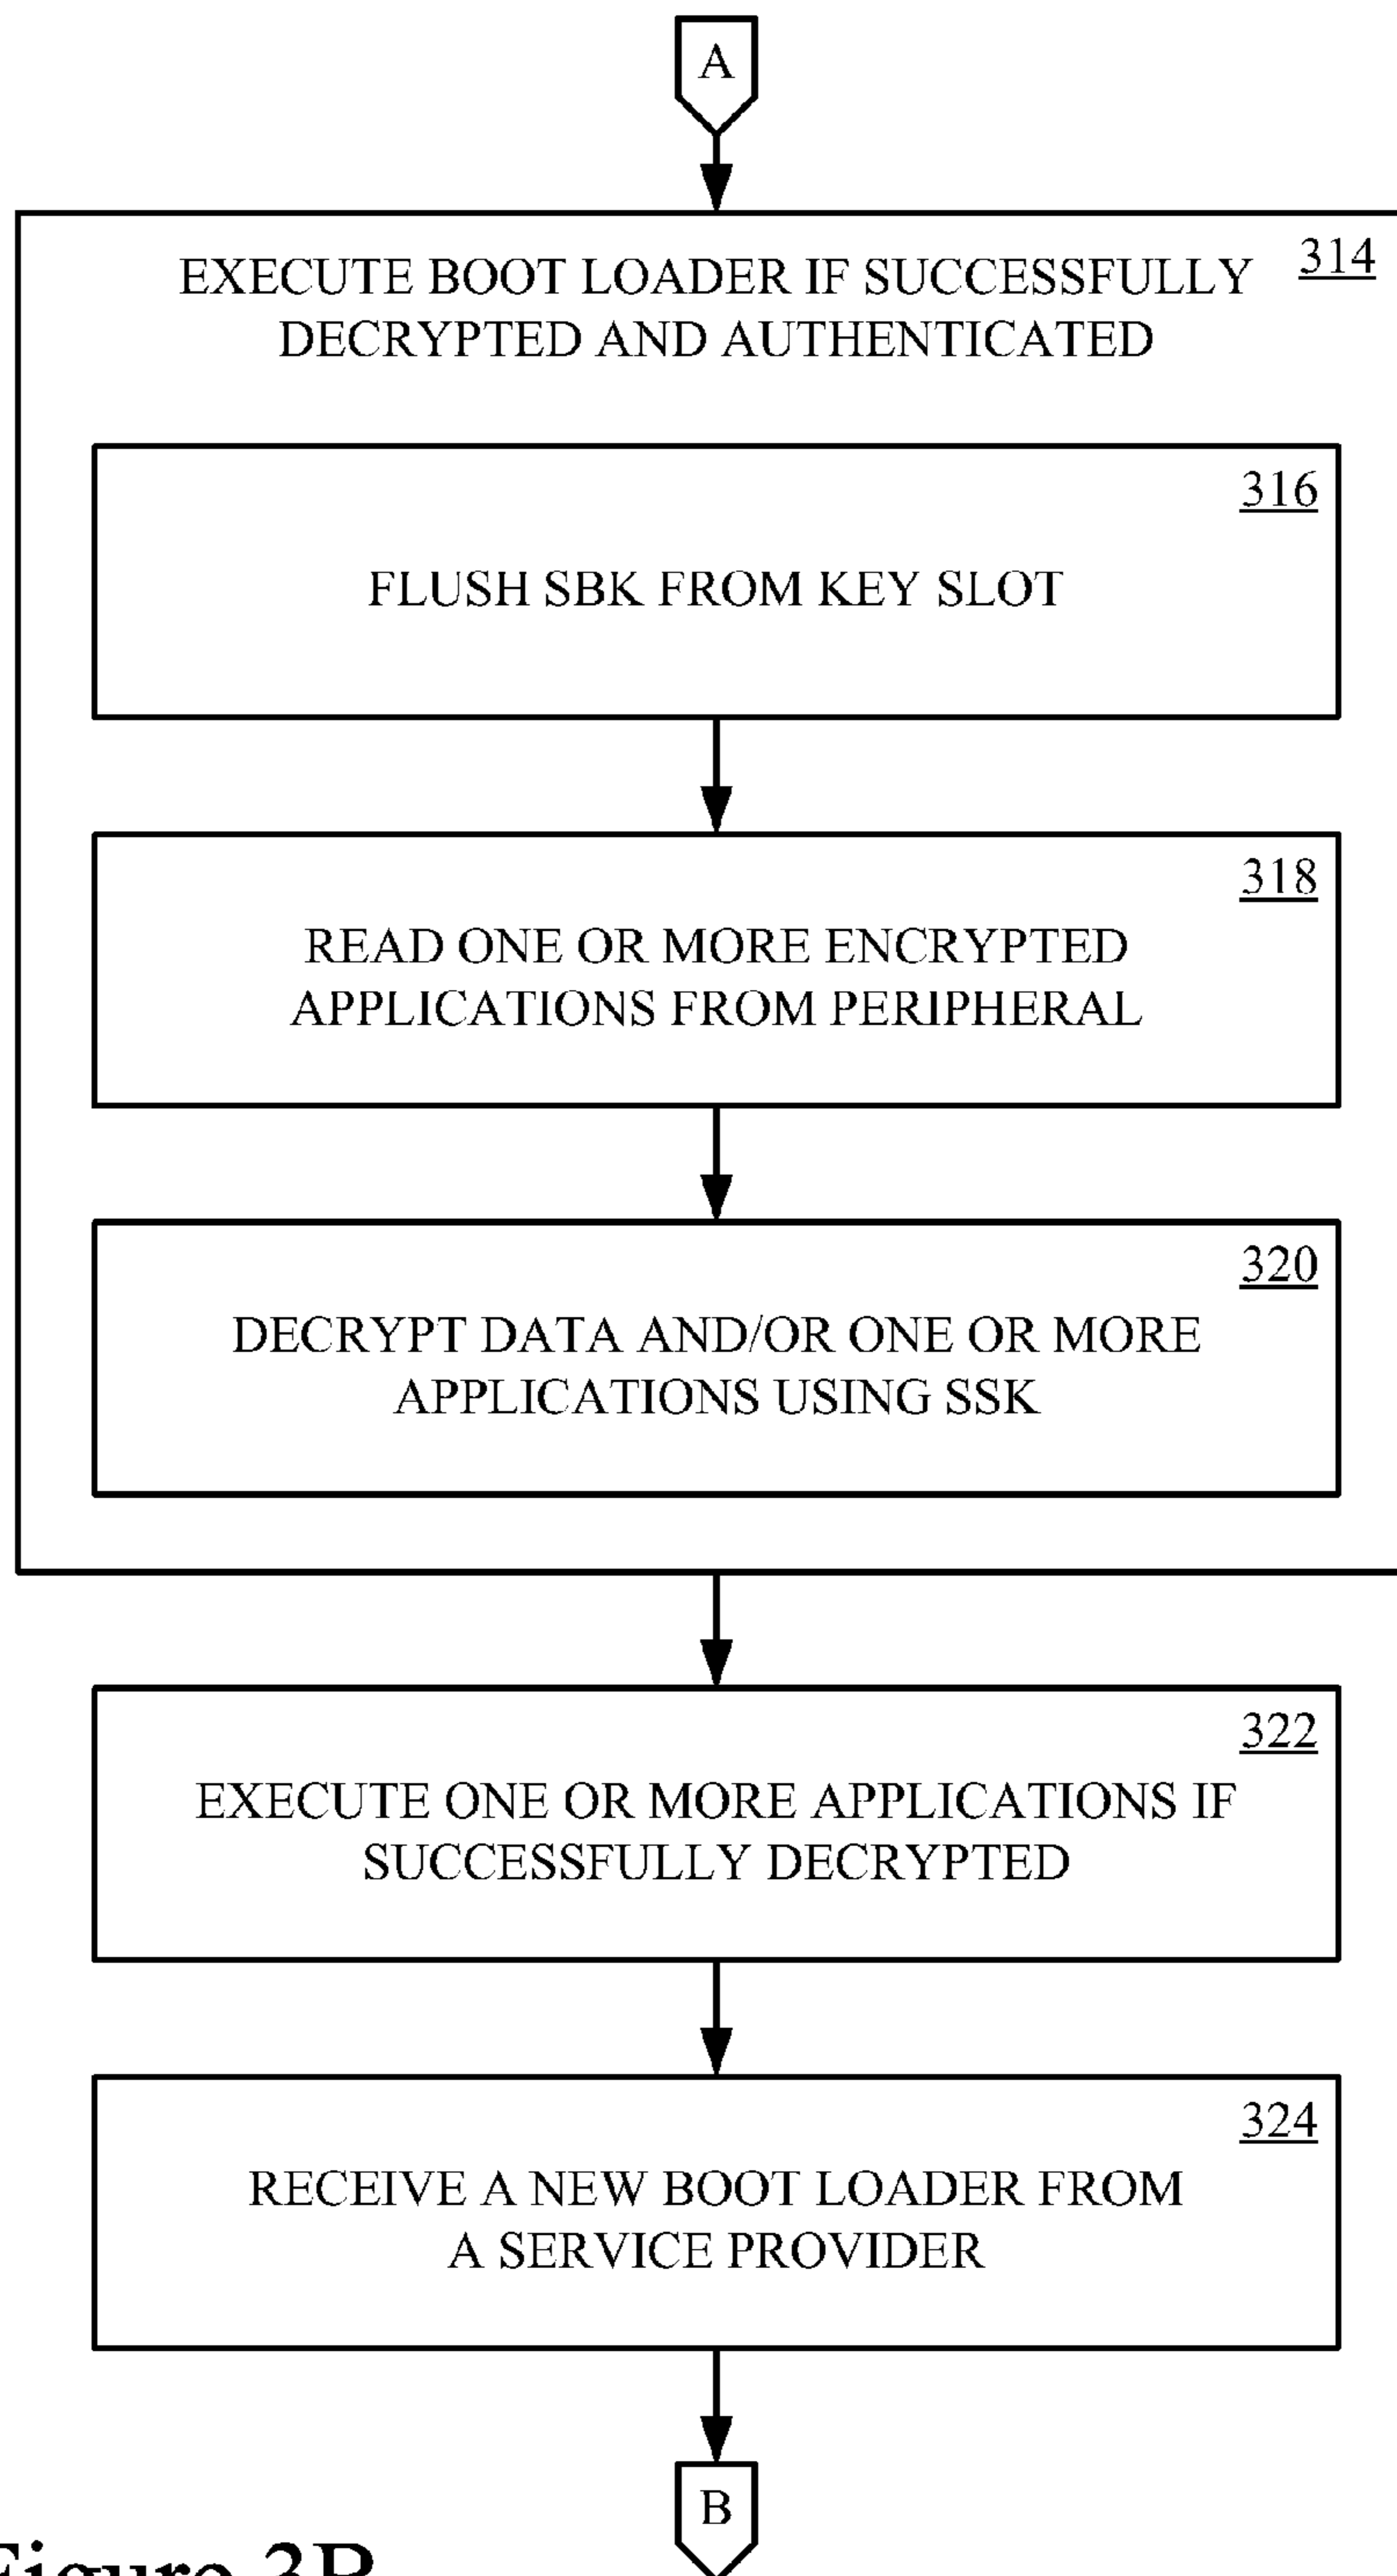 A
314
EXECUTE BOOT LOADER IF SUCCESSFULLY
DECRYPTED AND AUTHENTICATED
316
FLUSH SBK FROM KEY SLOT
318
READ ONE OR MORE ENCRYPTED
APPLICATIONS FROM PERIPHERAL
320
DECRYPT DATA AND/OR ONE OR MORE
APPLICATIONS USING SSK
322
EXECUTE ONE OR MORE APPLICATIONS IF
SUCCESSFULLY DECRYPTED
324
RECEIVE A NEW BOOT LOADER FROM
A SERVICE PROVIDER
B
Figure 3B